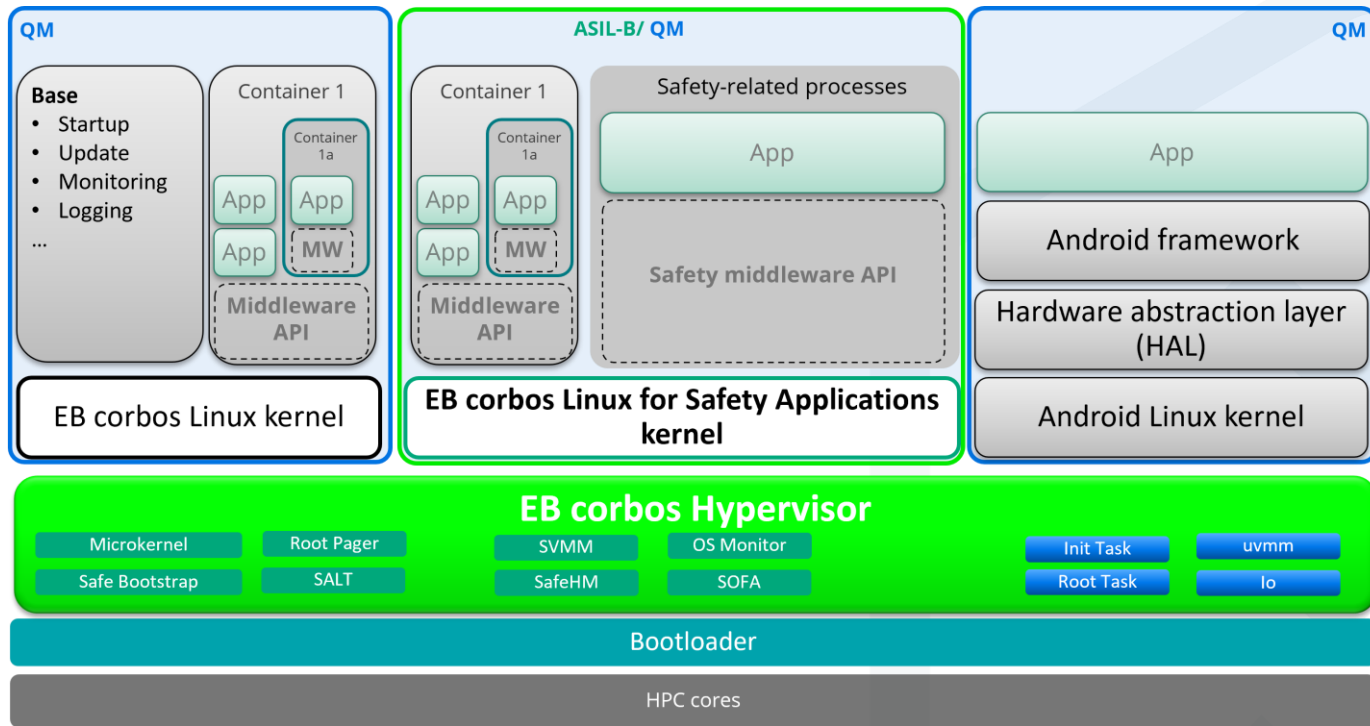 QM
Base
• Startup
• Update
• Monitoring
• Logging
...
Container 1
Container
1a
App
App
App
MW
Middleware
API
EB corbos Linux kernel
ASIL-B/ QM
Container 1
Container
1a
App
App
App
MW
Middleware
API
Safety-related processes
App
Safety middleware API
EB corbos Linux for Safety Applications
kernel
QM
App
Android framework
Hardware abstraction layer
(HAL)
Android Linux kernel
EB corbos Hypervisor
Microkernel
Root Pager
SVMM
OS Monitor
Init Task
uvmm
Safe Bootstrap
SALT
SafeHM
SOFA
Root Task
Io
Bootloader
HPC cores